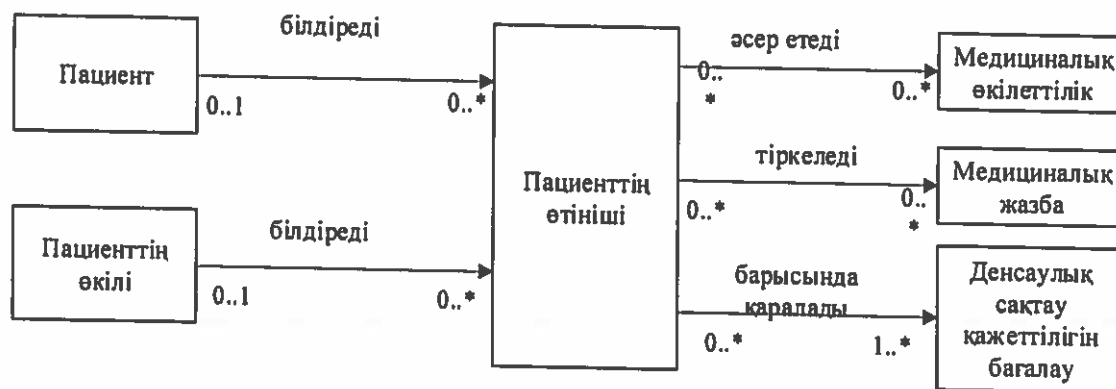 Пациент
білдіреді
0..1
0..*
Пациенттің
өкілі
білдіреді
0..1
0..*
Пациенттің
өтініші
әсер етеді
0..
*
0..*
Медициналық
өкілеттілік
тіркеледі
0..*
0..
*
Медициналық
жазба
барысында
қаралады
0..*
1..*
Денсаулық
сақтау
қажеттілігін
бағалау